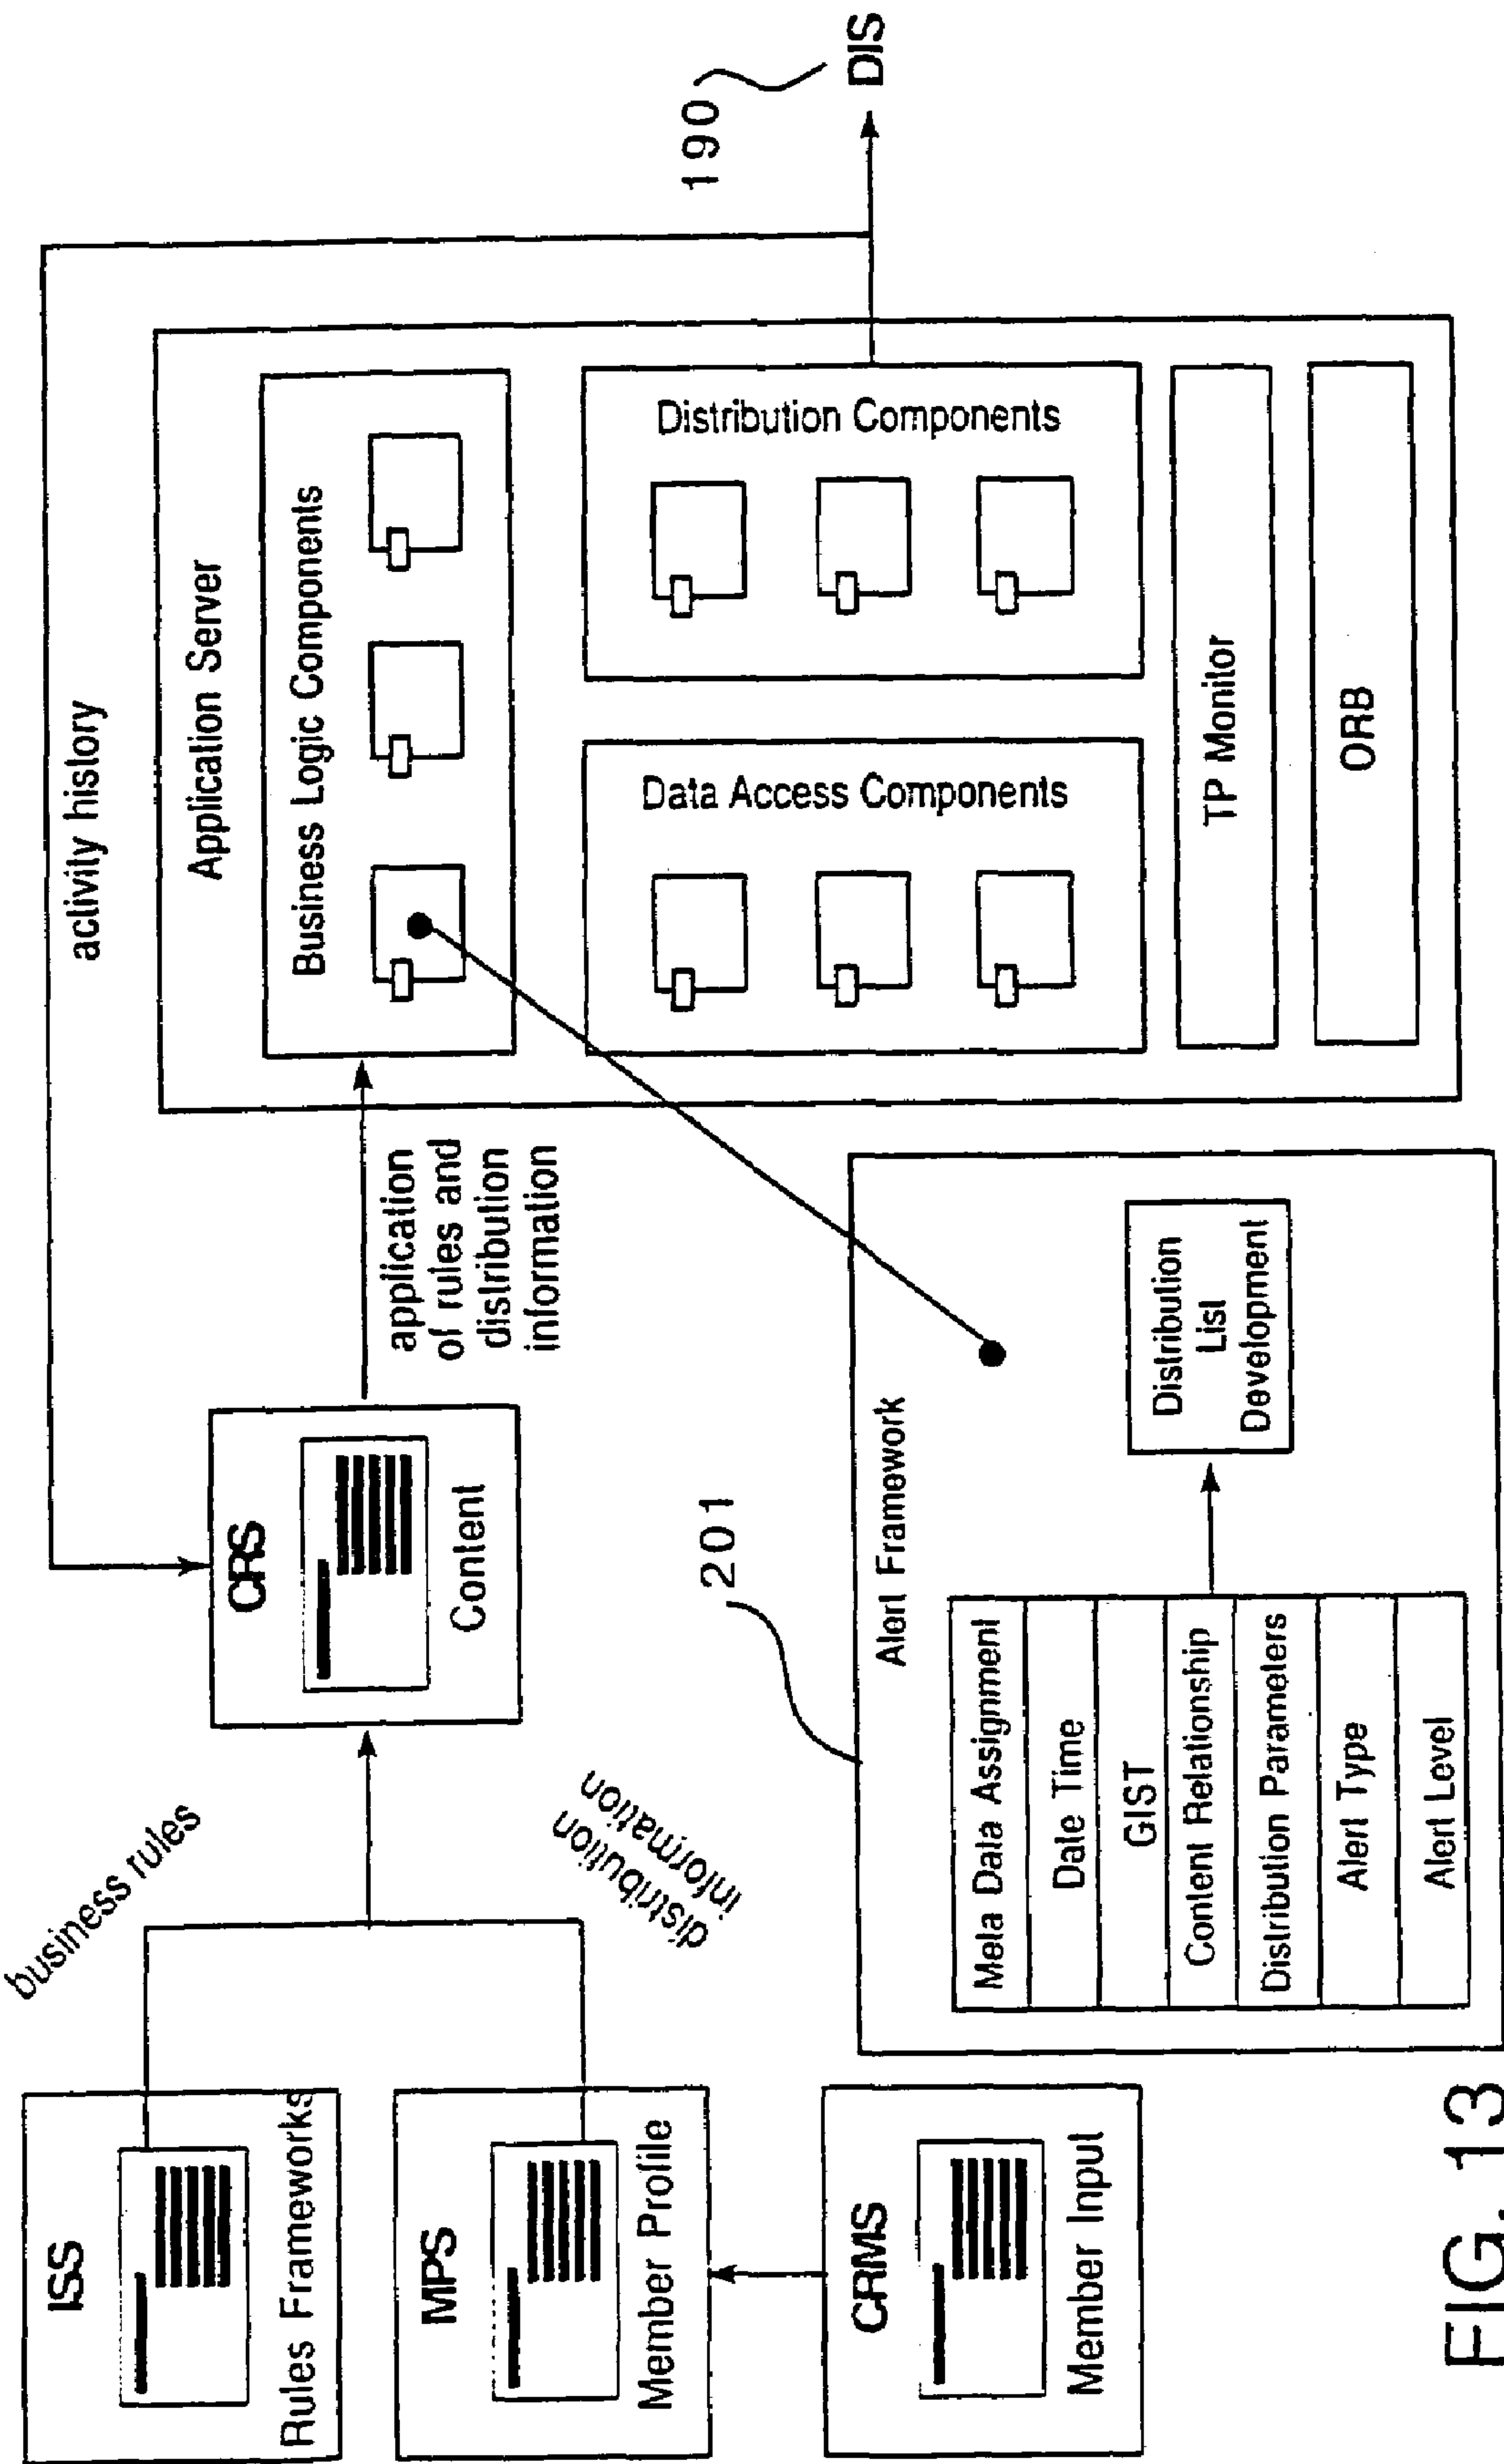 ISS
Rules Frameworks
business rules
MPS
Member Profile
distribution
information
CRMS
Member Input
CRS
Content
activity history
application
of rules and
distribution
information
Application Server
Business Logic Components
Data Access Components
Distribution Components
TP Monitor
ORB
190
DIS
201
Alert Framework
Meta Data Assignment
Date Time
GIST
Content Relationship
Distribution Parameters
Alert Type
Alert Level
Distribution
List
Development
FIG. 13